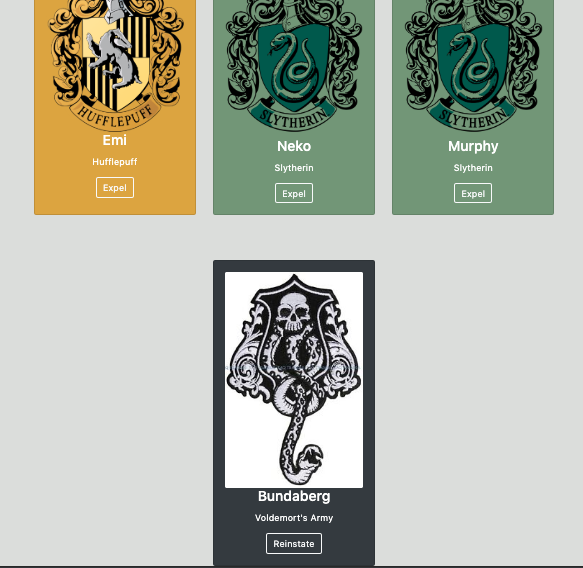 HUFFLEPUFF
SLYTHERIN
SLYTHERIN
Emi
Neko
Murphy
Hufflepuff
Slytherin
Slytherin
Expel
Expel
Expel
Bundaberg
Voldemort's Army
Reinstate